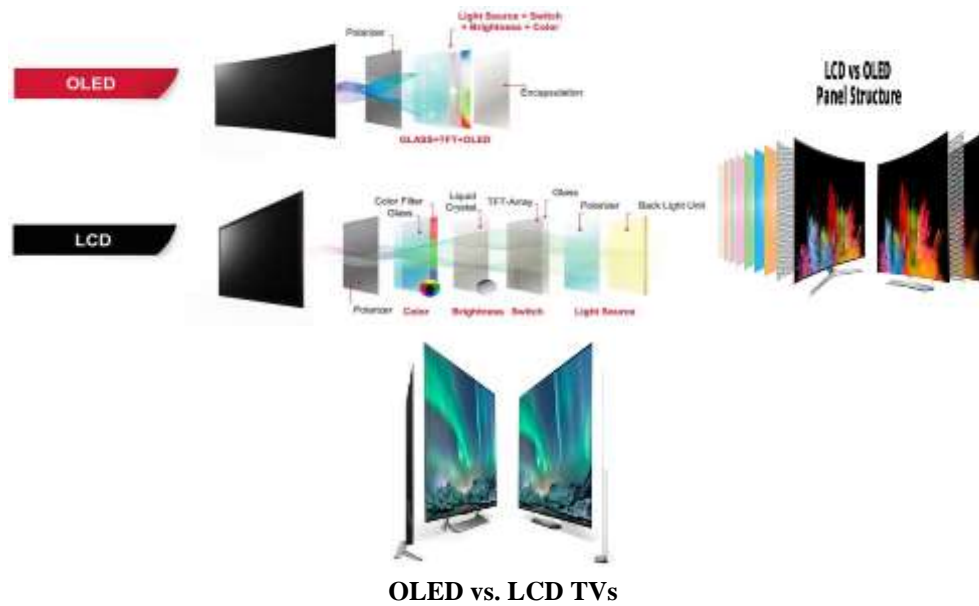 Light Source + Switch
+ Brightness + Color
Polarizer
OLED
Encapsulation
GLASS+TFT+OLED
LCD vs OLED
Panel Structure
Color Filter
Glass
Liquid
Crystal
TFT-Array
Glass
Polarizer
Back Light Unit
LCD
Polarizer
Color
Brightness
Switch
Light Source
OLED vs. LCD TVs